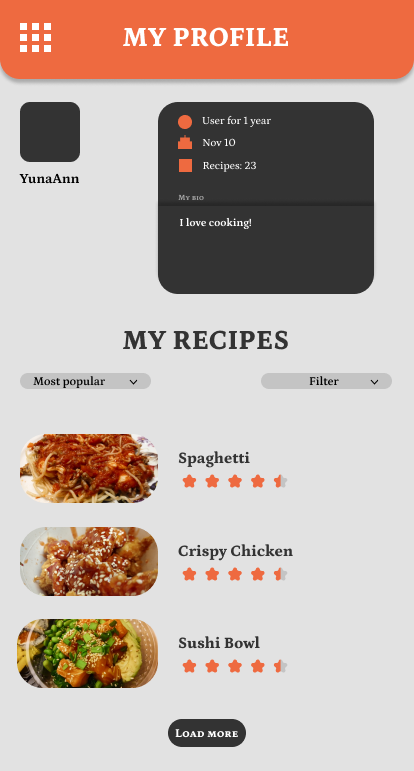 MY PROFILE
User for 1 year
Nov 10
Recipes: 23
YunaAnn
My bio
I love cooking!
MY RECIPES
Most popular
Filter
Spaghetti
Crispy Chicken
Sushi Bowl
Load more